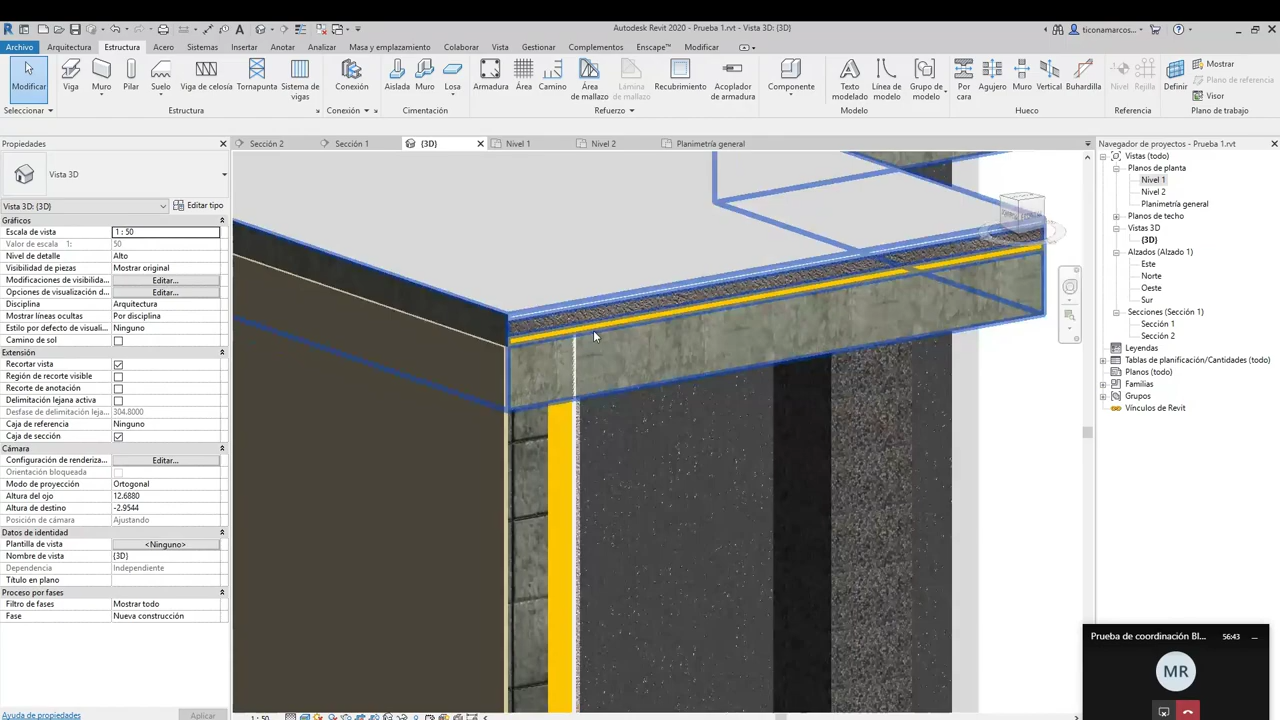 Autodesk Revit 2020 - Prueba 1.rvt - Vista 3D: {3D}
ticonamarcos...
Archivo Arquitectura Estructura Acero Sistemas Insertar Anotar Analizar Masa y emplazamiento Colaborar Vista Gestionar Complementos Enscape™ Modificar
Modificar Viga Muro Pilar Suelo Viga de celosía Tornapunta Sistema de vigas Conexión Aislada Muro Losa Armadura Área Camino Área de mallazo Lámina de mallazo Recubrimiento Acoplador de armadura Componente Texto modelado Línea de modelo Grupo de modelo Por cara Agujero Muro Vertical Buhardilla Nivel Rejilla Definir Mostrar
Plano de referencia
Visor
Seleccionar Estructura Conexión Cimentación Refuerzo Modelo Hueco Referencia Plano de trabajo
Propiedades
Sección 2 Sección 1 {3D} Nivel 1 Nivel 2 Planimetría general
Navegador de proyectos - Prueba 1.rvt
Vista 3D
Vista 3D: {3D} Editar tipo
Gráficos
Escala de vista 1 : 50
Valor de escala 1: 50
Nivel de detalle Alto
Visibilidad de piezas Mostrar original
Modificaciones de visibilida... Editar...
Opciones de visualización d... Editar...
Disciplina Arquitectura
Mostrar líneas ocultas Por disciplina
Estilo por defecto de visuali... Ninguno
Camino de sol
Extensión
Recortar vista
Región de recorte visible
Recorte de anotación
Delimitación lejana activa
Desfase de delimitación leja... 304.8000
Caja de referencia Ninguno
Caja de sección
Cámara
Configuración de renderiza... Editar...
Orientación bloqueada
Modo de proyección Ortogonal
Altura del ojo 12.6880
Altura de destino -2.9544
Posición de cámara Ajustando
Datos de identidad
Plantilla de vista <Ninguno>
Nombre de vista {3D}
Dependencia Independiente
Título en plano
Proceso por fases
Filtro de fases Mostrar todo
Fase Nueva construcción
Ayuda de propiedades Aplicar
1 : 50
Vistas (todo)
Planos de planta
Nivel 1
Nivel 2
Planimetría general
Planos de techo
Vistas 3D
{3D}
Alzados (Alzado 1)
Este
Norte
Oeste
Sur
Secciones (Sección 1)
Sección 1
Sección 2
Leyendas
Tablas de planificación/Cantidades (todo)
Planos (todo)
Familias
Grupos
Vínculos de Revit
Prueba de coordinación BI... 56:43
MR